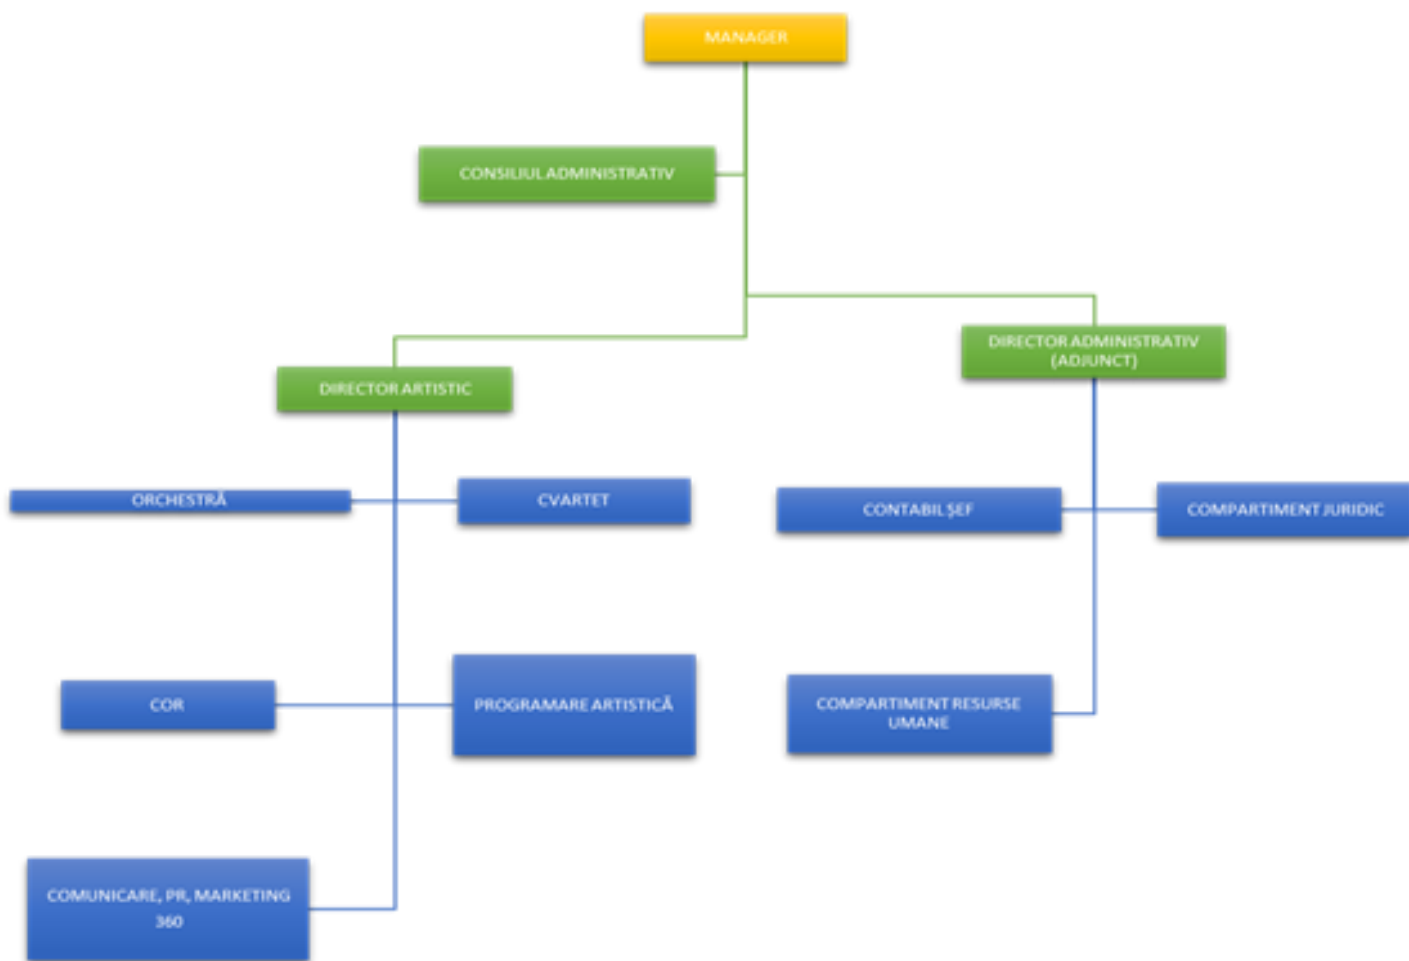 MANAGER
CONSILIUL ADMINISTRATIV
DIRECTOR ADMINISTRATIV
(ADJUNCT)
DIRECTOR ARTISTIC
ORCHESTRĂ
CVARTET
CONTABIL ȘEF
COMPARTIMENT JURIDIC
COR
PROGRAMARE ARTISTICĂ
COMPARTIMENT RESURSE
UMANE
COMUNICARE, PR, MARKETING
360